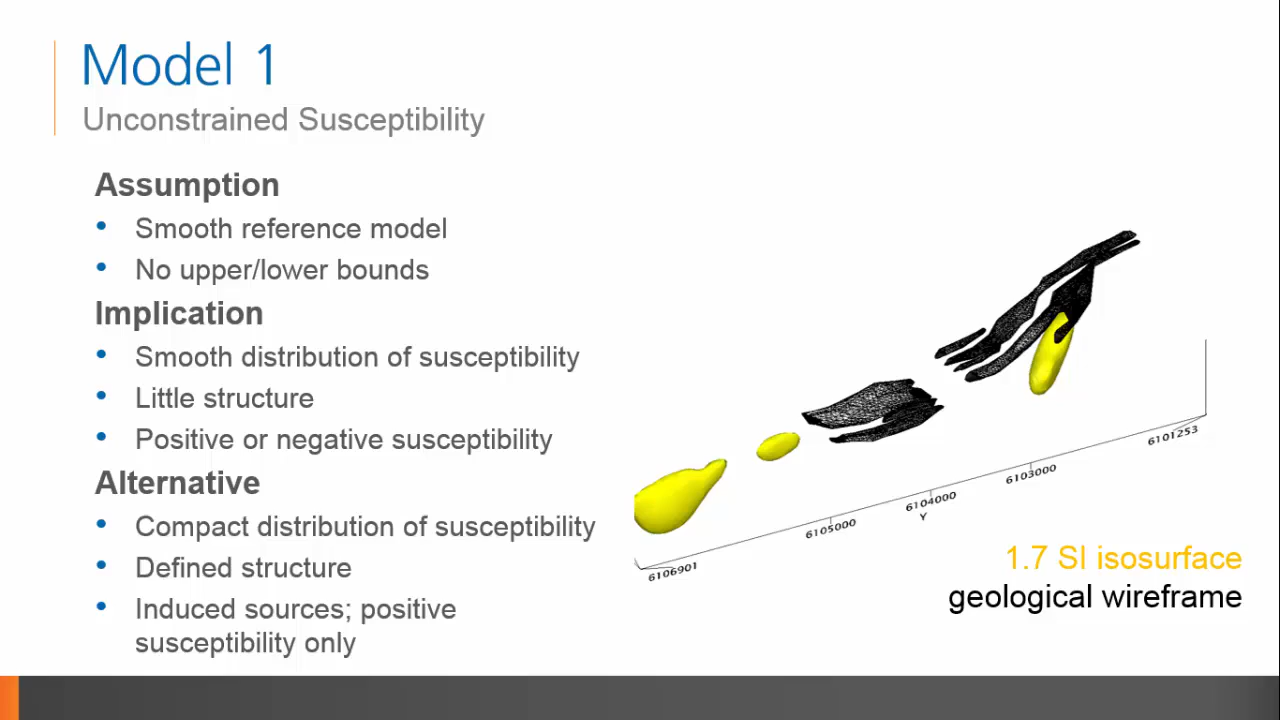 Model 1
Unconstrained Susceptibility
Assumption
• Smooth reference model
• No upper/lower bounds
Implication
• Smooth distribution of susceptibility
• Little structure
• Positive or negative susceptibility
Alternative
• Compact distribution of susceptibility
• Defined structure
• Induced sources; positive
susceptibility only
6106901
6105000
6104000
Y
6103000
6101253
1.7 SI isosurface
geological wireframe